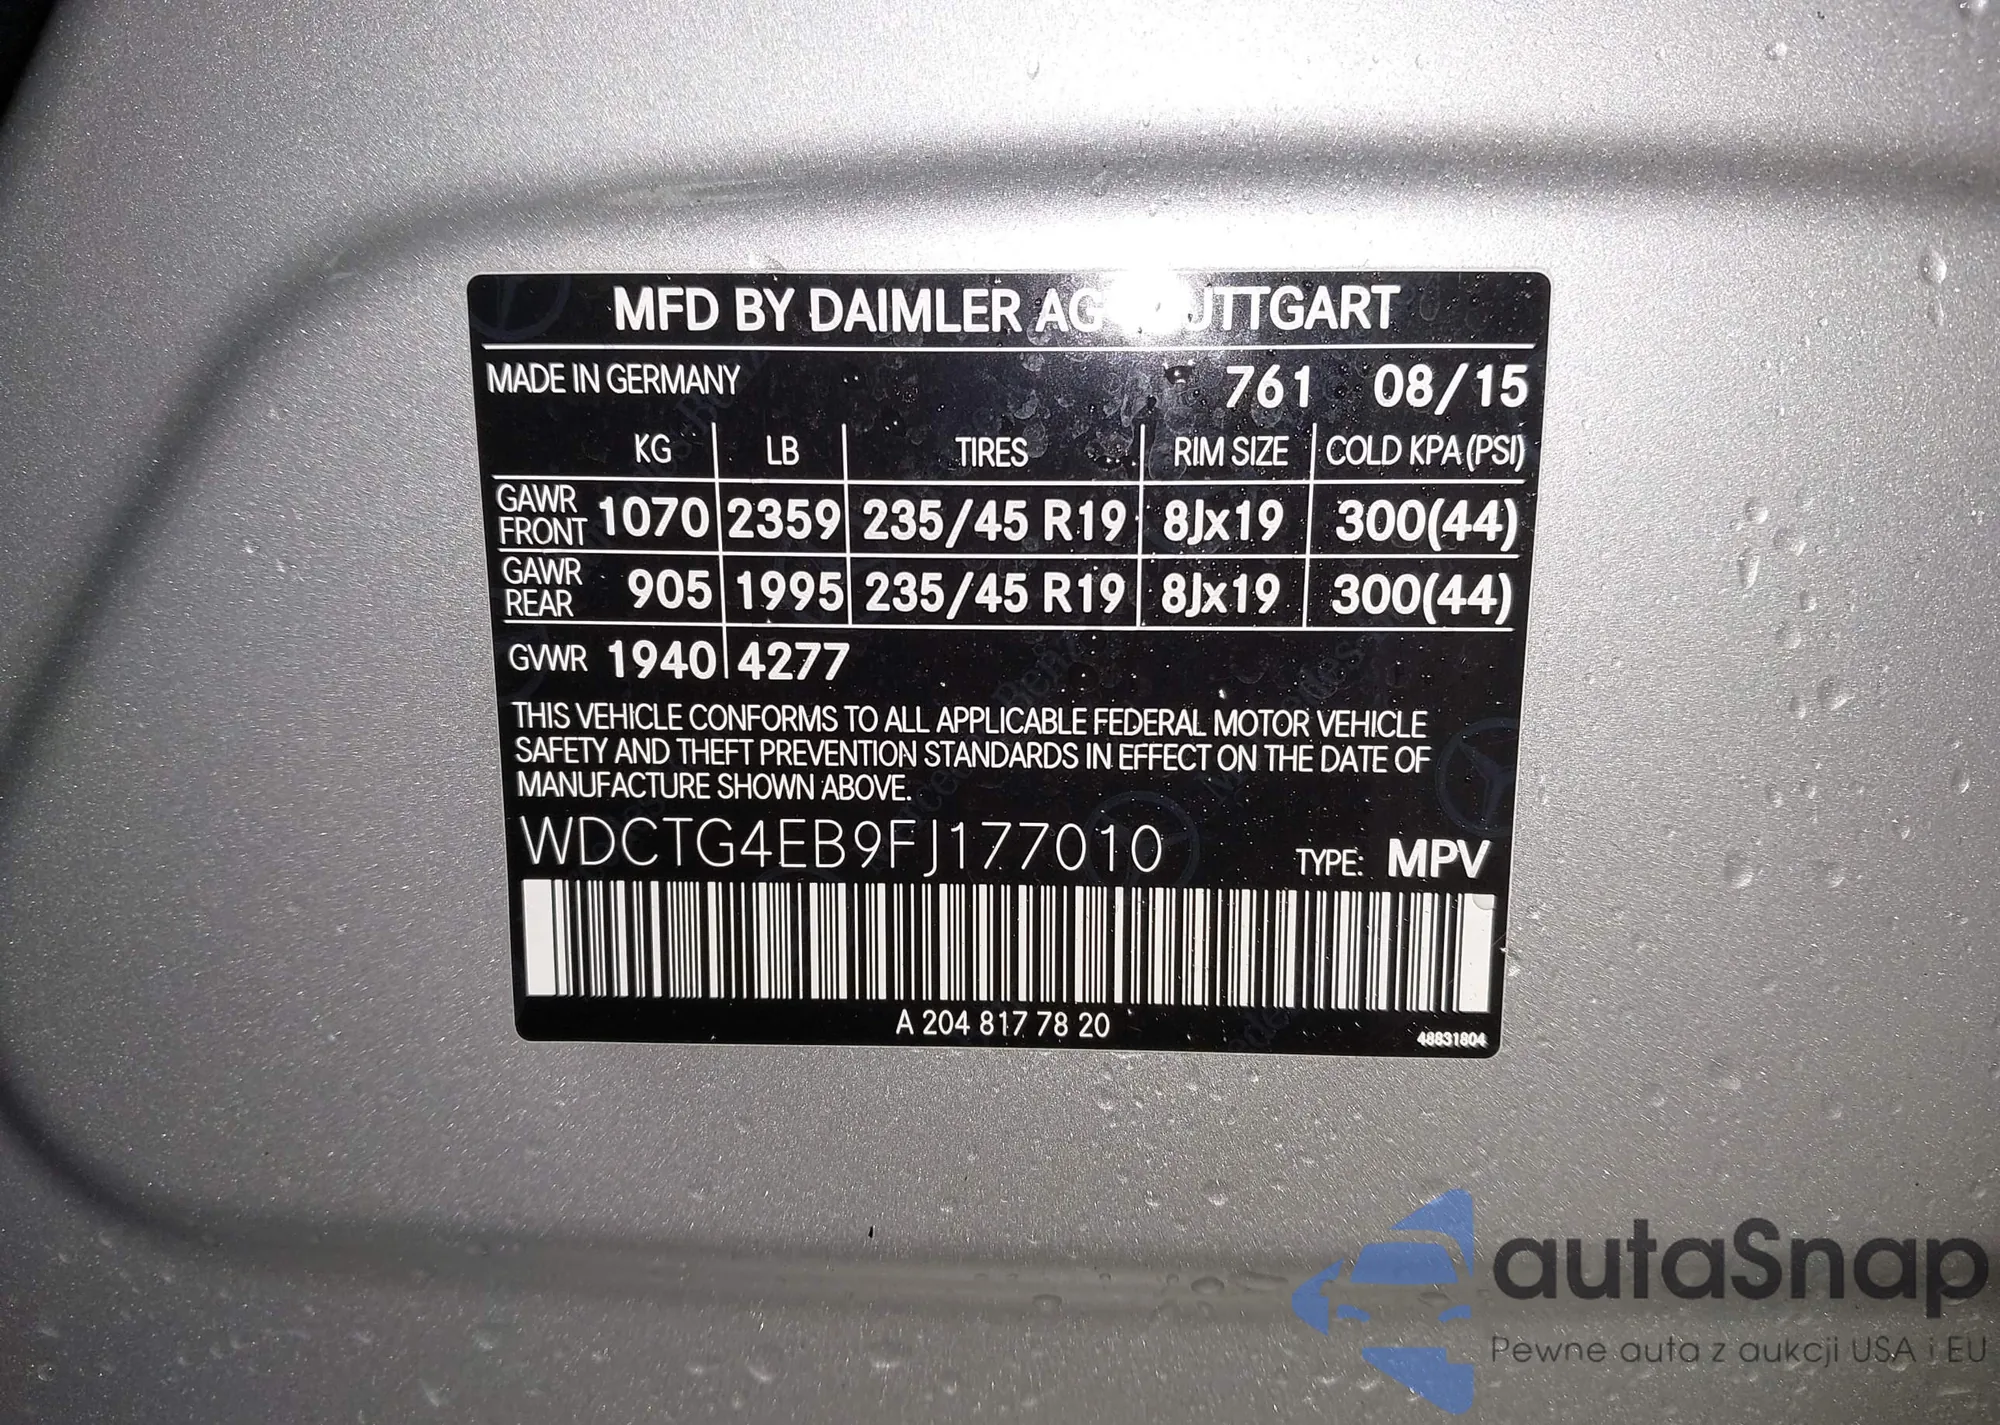 MFD BY DAIMLER AG STUTTGART
MADE IN GERMANY 761 08/15
KG LB TIRES RIM SIZE COLD KPA (PSI)
GAWR FRONT 1070 2359 235/45 R19 8Jx19 300(44)
GAWR REAR 905 1995 235/45 R19 8Jx19 300(44)
GVWR 1940 4277
THIS VEHICLE CONFORMS TO ALL APPLICABLE FEDERAL MOTOR VEHICLE
SAFETY AND THEFT PREVENTION STANDARDS IN EFFECT ON THE DATE OF
MANUFACTURE SHOWN ABOVE.
WDCTG4EB9FJ177010 TYPE: MPV
A 204 817 78 20
48831804
autaSnap
Pewne auta z aukcji USA i EU